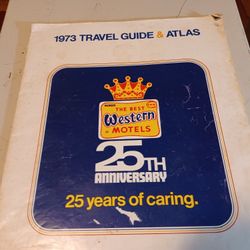 1973 TRAVEL GUIDE & ATLAS
THE BEST
Western
MOTELS
25TH
ANNIVERSARY
25 years of caring.